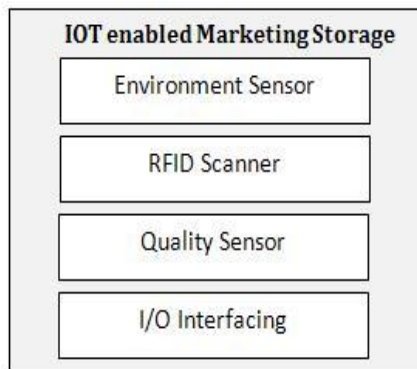 IOT enabled Marketing Storage
Environment Sensor
RFID Scanner
Quality Sensor
I/O Interfacing